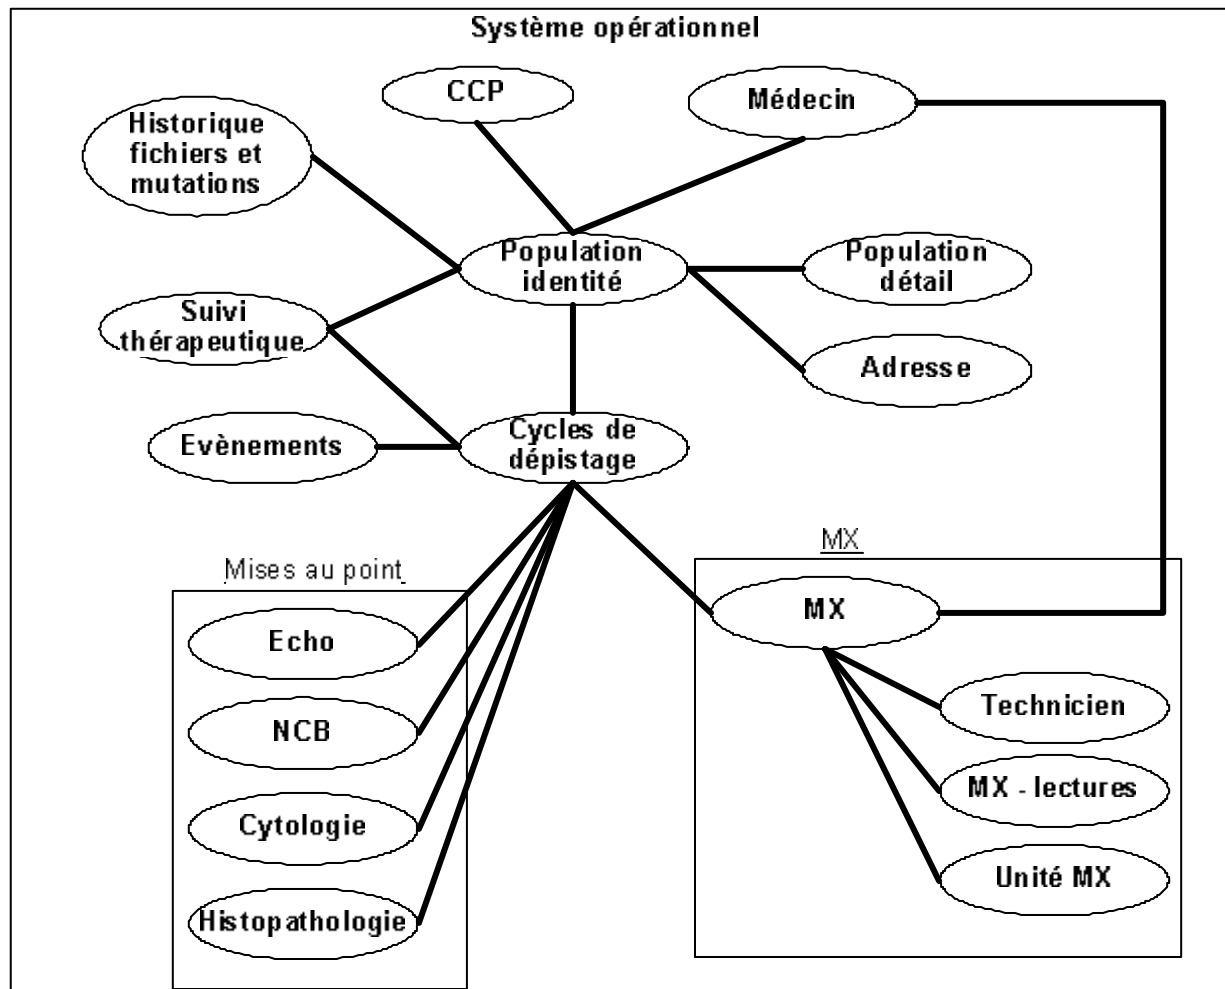 Système opérationnel
CCP
Médecin
Historique
fichiers et
mutations
Population
identité
Population
détail
Suivi
thérapeutique
Adresse
Evènements
Cycles de
dépistage
Mises au point
MX
Echo
MX
NCB
Technicien
MX - lectures
Cytologie
Unité MX
Histopathologie